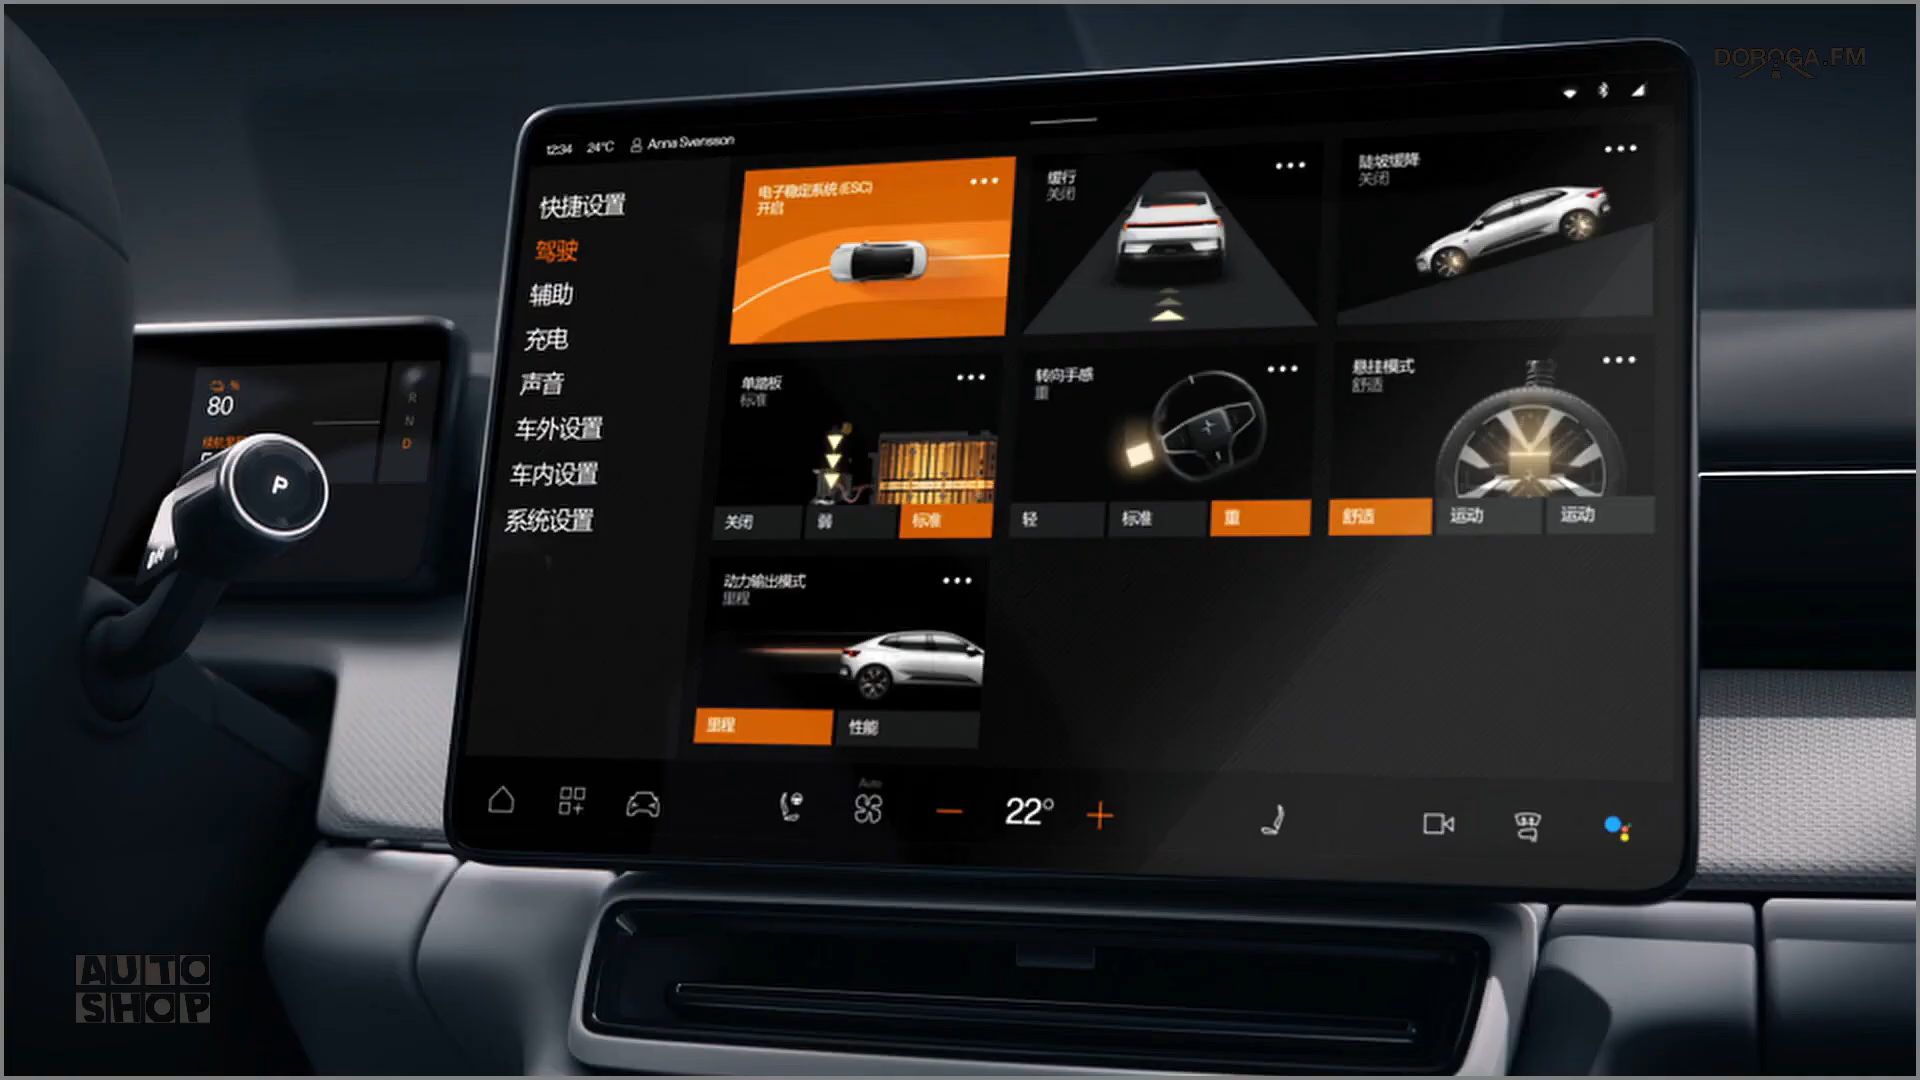 DOROGA.FM
12:34 24°C Anna Svensson
快捷设置
驾驶
辅助
充电
声音
车外设置
车内设置
系统设置
电子稳定系统 (ESC)
开启
缓行
关闭
陡坡缓降
关闭
单踏板
标准
关闭 弱 标准
转向手感
重
轻 标准 重
悬挂模式
舒适
舒适 运动 运动
动力输出模式
里程
里程 性能
Auto
22°
%
80
R
N
D
P
AUTO
SHOP